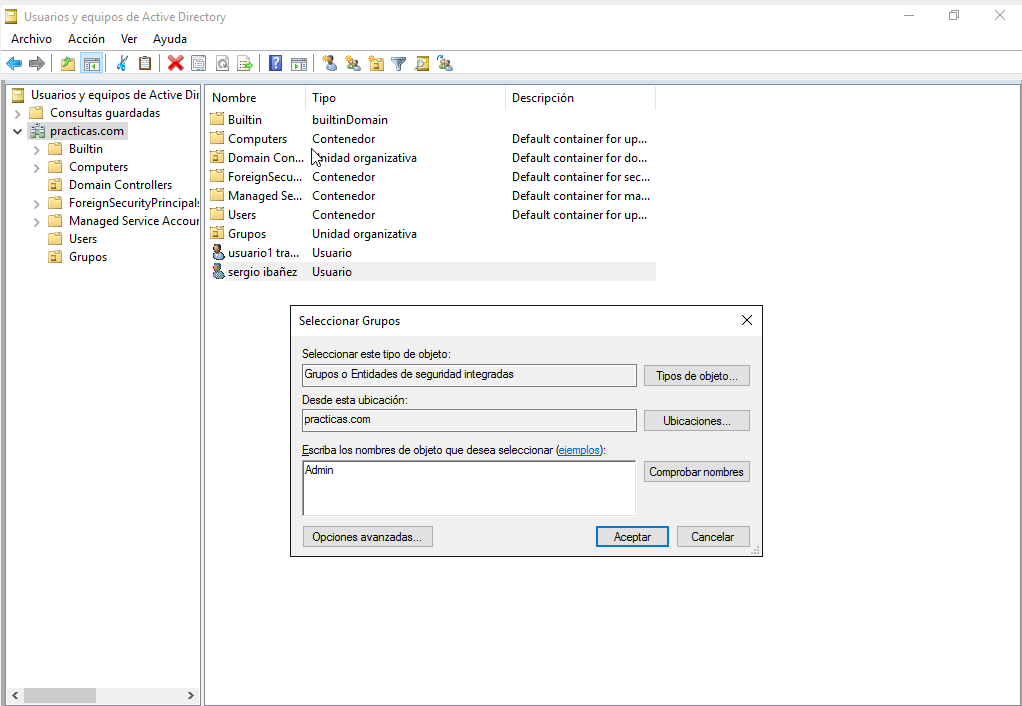 Usuarios y equipos de Active Directory
Archivo Acción Ver Ayuda
Usuarios y equipos de Active Dir
Consultas guardadas
practicas.com
Builtin
Computers
Domain Controllers
ForeignSecurityPrincipals
Managed Service Accour
Users
Grupos
Nombre Tipo Descripción
Builtin builtinDomain
Computers Contenedor Default container for up...
Domain Con... Unidad organizativa Default container for do...
ForeignSecu... Contenedor Default container for sec...
Managed Se... Contenedor Default container for ma...
Users Contenedor Default container for up...
Grupos Unidad organizativa
usuario1 tra... Usuario
sergio ibañez Usuario
Seleccionar Grupos
Seleccionar este tipo de objeto:
Grupos o Entidades de seguridad integradas Tipos de objeto...
Desde esta ubicación:
practicas.com Ubicaciones...
Escriba los nombres de objeto que desea seleccionar (ejemplos):
Admin Comprobar nombres
Opciones avanzadas... Aceptar Cancelar